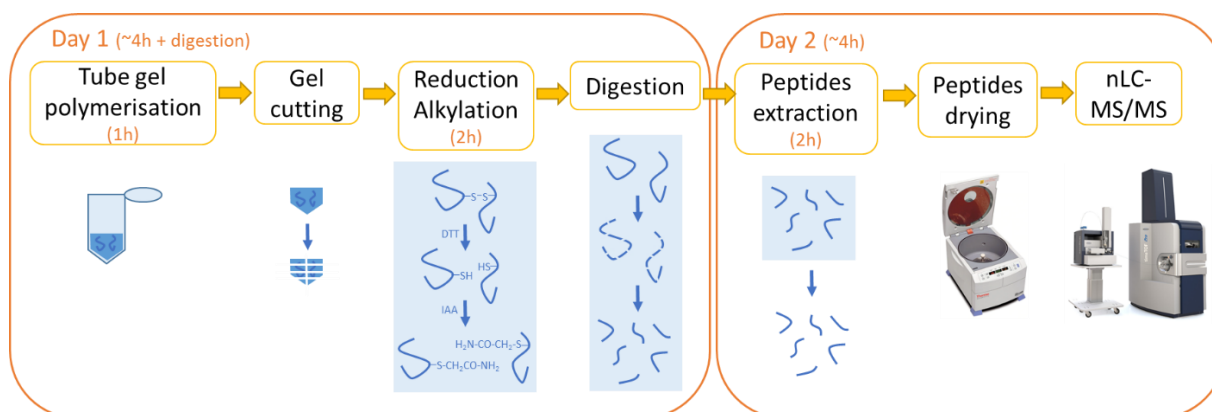 Day 1 (~4h + digestion)
Tube gel
polymerisation
(1h)
Gel
cutting
Reduction
Alkylation
(2h)
Digestion
S-S
DTT
SH
HS
IAA
H₂N-CO-CH₂-S
S-CH₂CO-NH₂
Day 2 (~4h)
Peptides
extraction
(2h)
Peptides
drying
nLC-
MS/MS